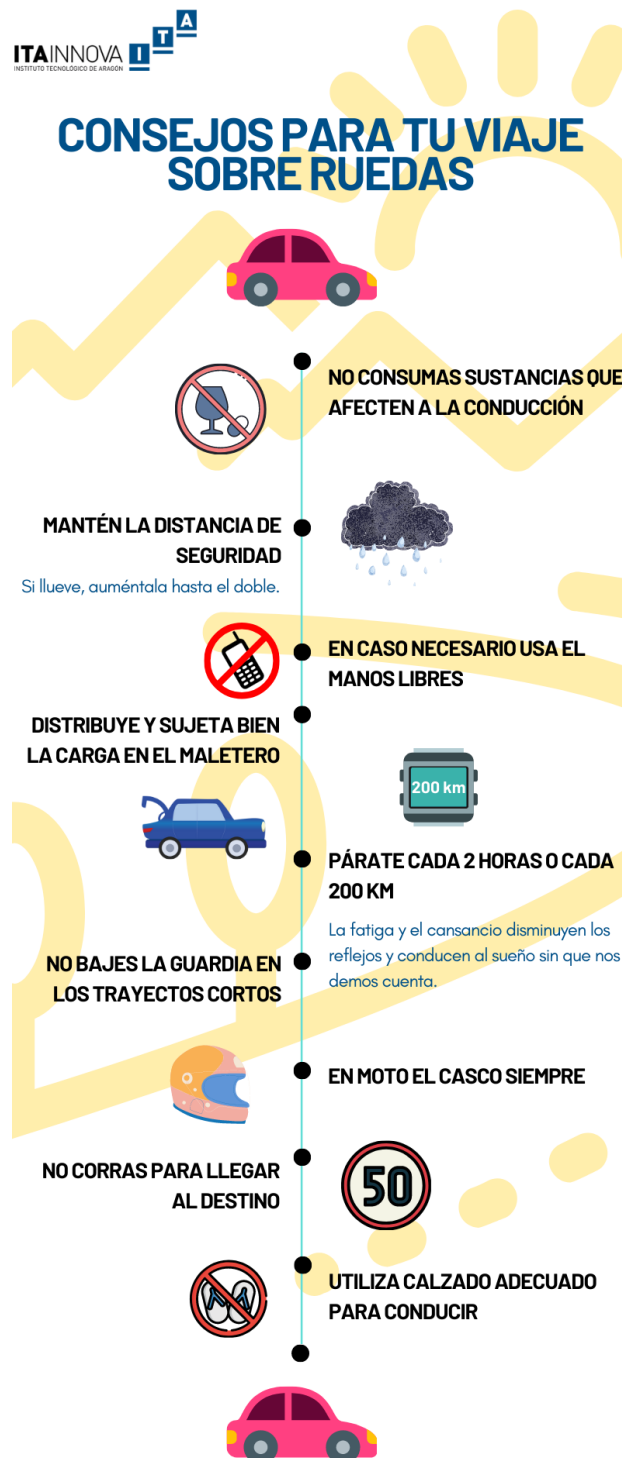 ITAINNOVA
INSTITUTO TECNOLÓGICO DE ARAGÓN
I T A
CONSEJOS PARA TU VIAJE
SOBRE RUEDAS
NO CONSUMAS SUSTANCIAS QUE
AFECTEN A LA CONDUCCIÓN
MANTÉN LA DISTANCIA DE
SEGURIDAD
Si llueve, auméntala hasta el doble.
EN CASO NECESARIO USA EL
MANOS LIBRES
DISTRIBUYE Y SUJETA BIEN
LA CARGA EN EL MALETERO
200 km
PÁRATE CADA 2 HORAS O CADA
200 KM
La fatiga y el cansancio disminuyen los
reflejos y conducen al sueño sin que nos
demos cuenta.
NO BAJES LA GUARDIA EN
LOS TRAYECTOS CORTOS
EN MOTO EL CASCO SIEMPRE
NO CORRAS PARA LLEGAR
AL DESTINO
50
UTILIZA CALZADO ADECUADO
PARA CONDUCIR